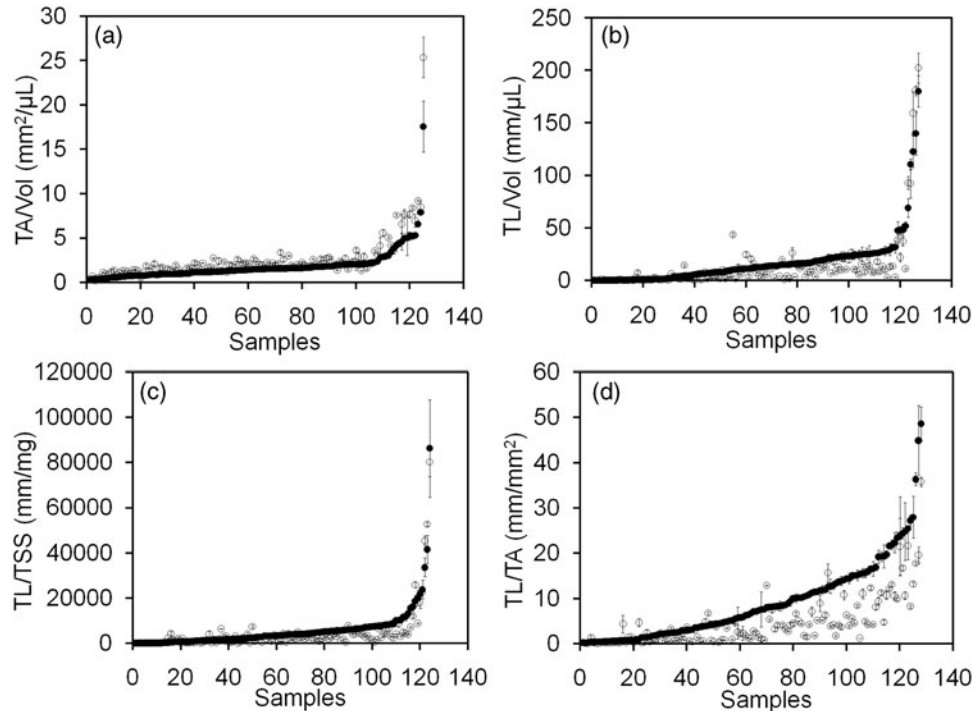 (a)
TA/Vol (mm²/µL)
30
25
20
15
10
5
0
0 20 40 60 80 100 120 140
Samples
(b)
TL/Vol (mm/µL)
250
200
150
100
50
0
0 20 40 60 80 100 120 140
Samples
(c)
TL/TSS (mm/mg)
120000
100000
80000
60000
40000
20000
0
0 20 40 60 80 100 120 140
Samples
(d)
TL/TA (mm/mm²)
60
50
40
30
20
10
0
0 20 40 60 80 100 120 140
Samples